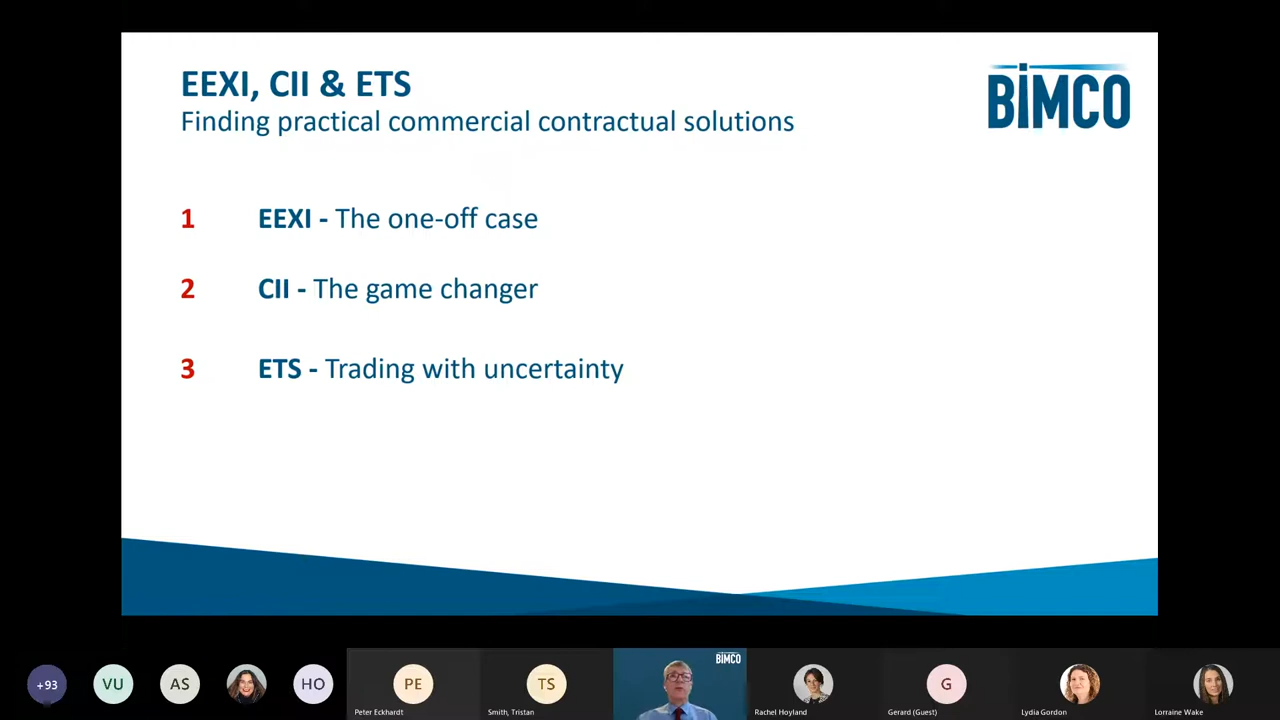 EEXI, CII & ETS
Finding practical commercial contractual solutions
BIMCO
1 EEXI - The one-off case
2 CII - The game changer
3 ETS - Trading with uncertainty
+93
VU
AS
HO
PE
Peter Eckhardt
TS
Smith, Tristan
BIMCO
Rachel Hoyland
G
Gerard (Guest)
Lydia Gordon
Lorraine Wake